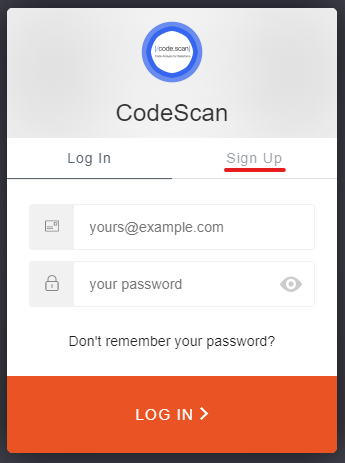 [/code.scan]
Code Analysis for Salesforce
CodeScan
Log In
Sign Up
yours@example.com
your password
Don't remember your password?
LOG IN